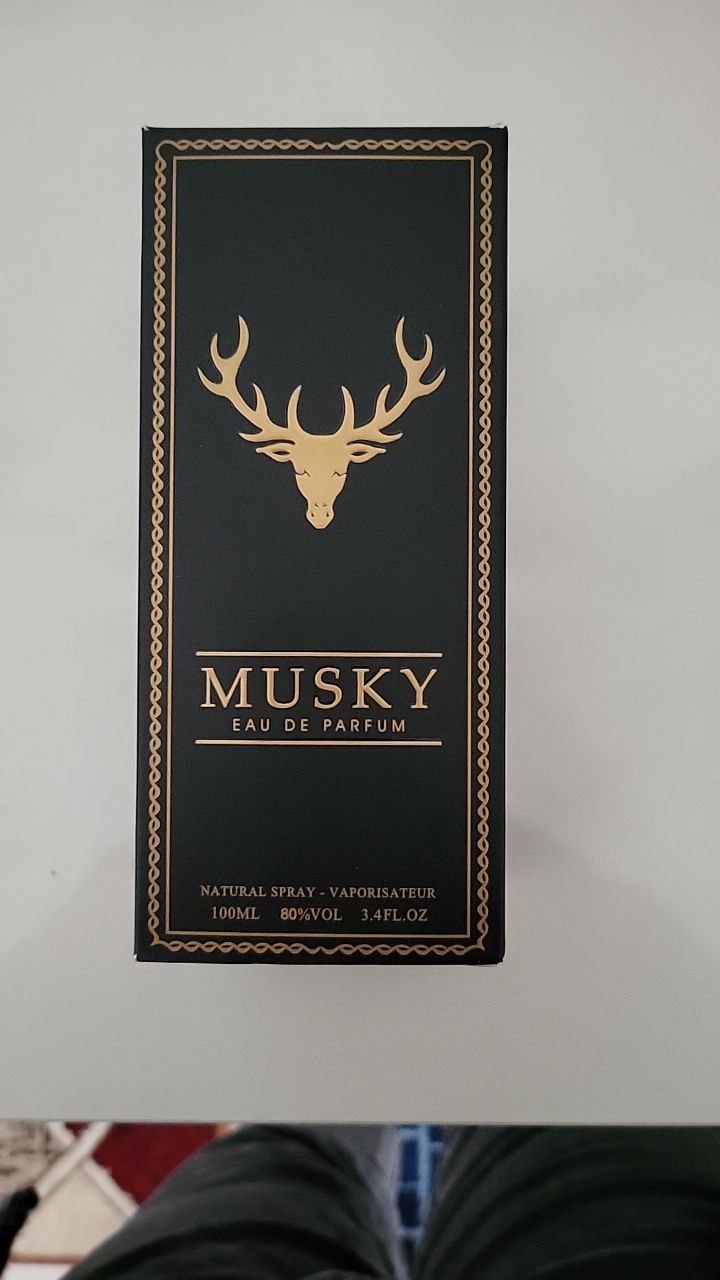 MUSKY
EAU DE PARFUM
NATURAL SPRAY - VAPORISATEUR
100ML 80%VOL 3.4FL.OZ